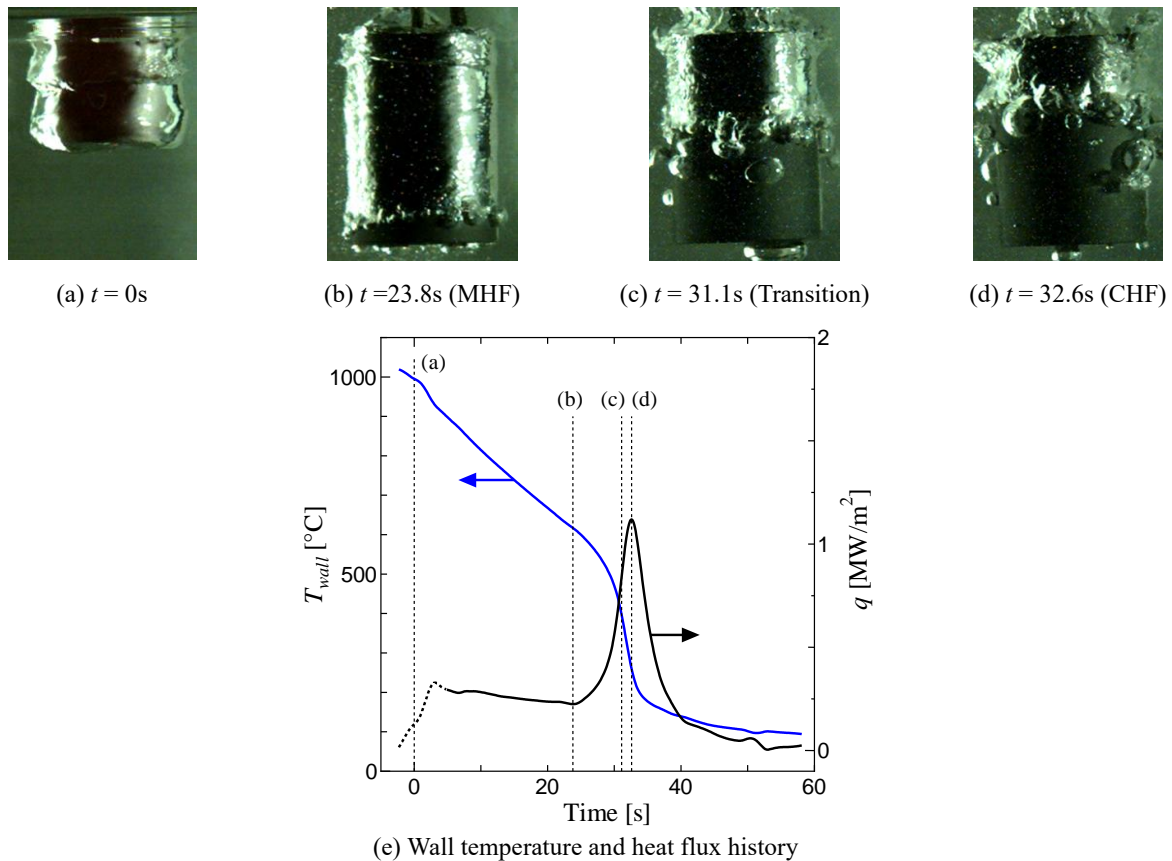 (a) t = 0s
(b) t =23.8s (MHF)
(c) t = 31.1s (Transition)
(d) t = 32.6s (CHF)
2
(a)
1000
(b)
(c)
(d)
T_wall [°C]
1
q [MW/m²]
500
0
0
0
20
40
60
Time [s]
(e) Wall temperature and heat flux history